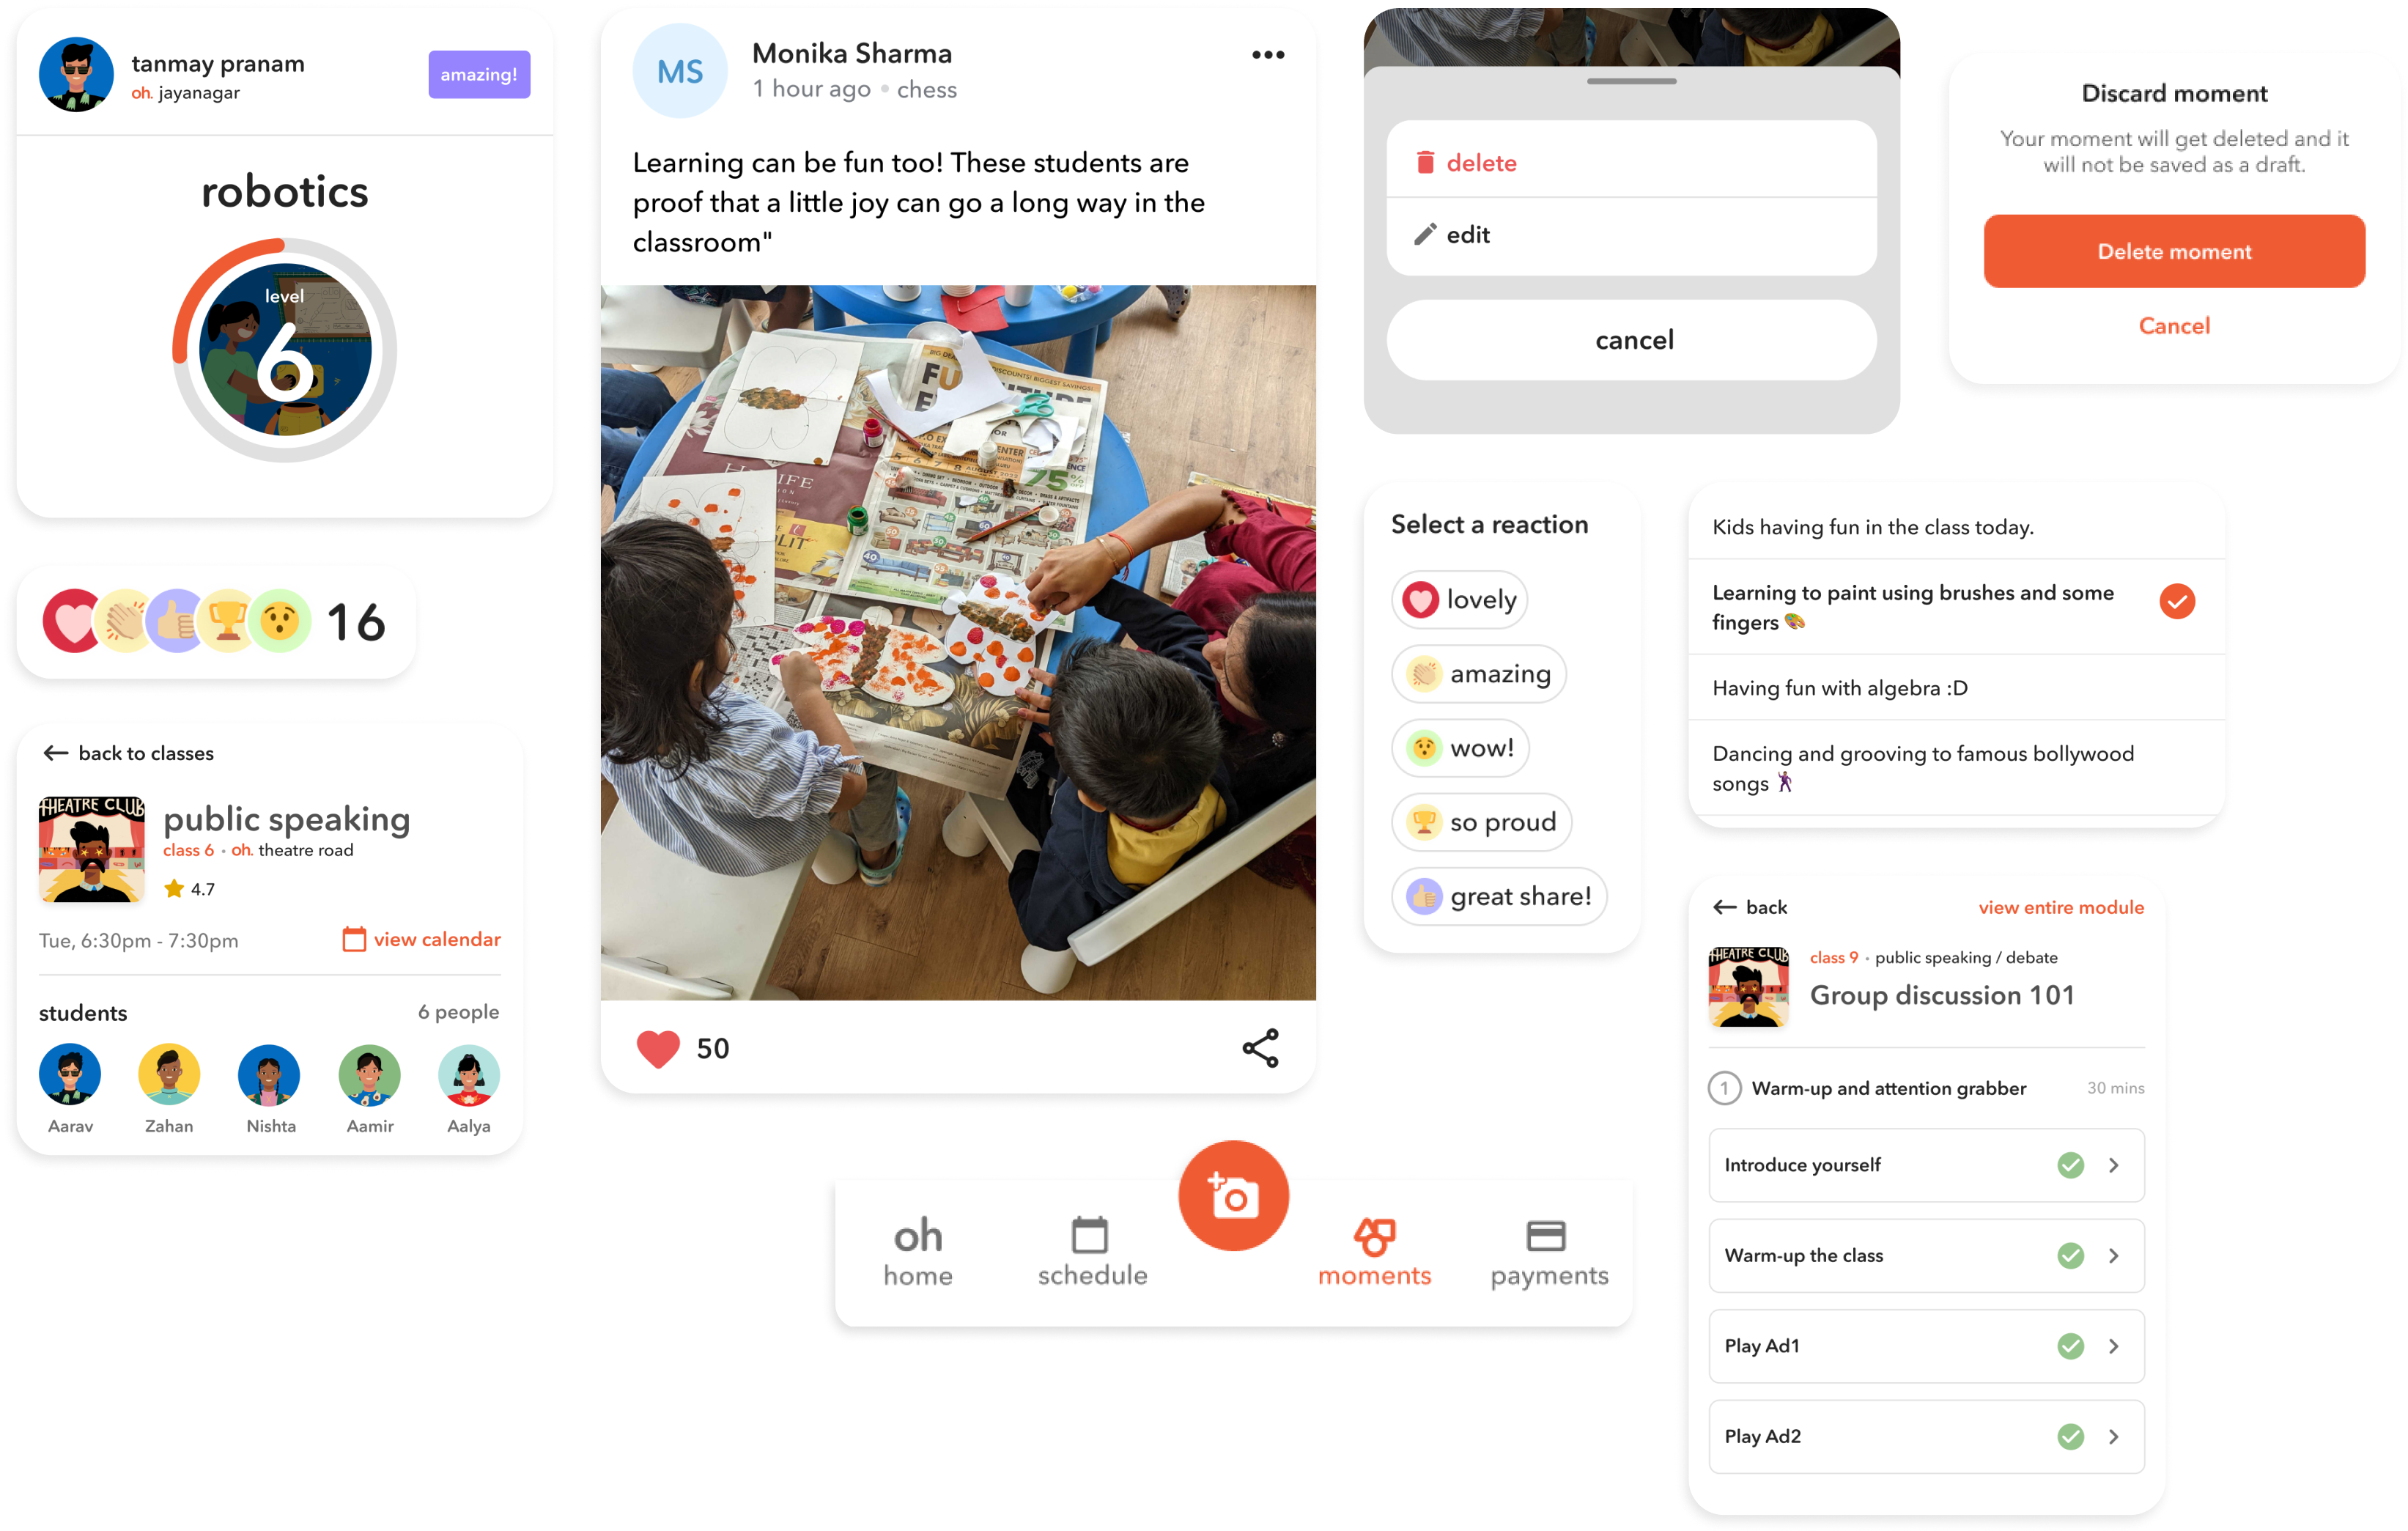 tanmay pranam
oh. jayanagar
amazing!
robotics
level
6
16
back to classes
THEATRE CLUB
public speaking
class 6 • oh. theatre road
4.7
Tue, 6:30pm - 7:30pm
view calendar
students
6 people
Aarav
Zahan
Nishta
Aamir
Aalya
MS
Monika Sharma
1 hour ago • chess
Learning can be fun too! These students are
proof that a little joy can go a long way in the
classroom"
BIGGEST SAVINGS!
FU
75%
50
delete
edit
cancel
Discard moment
Your moment will get deleted and it
will not be saved as a draft.
Delete moment
Cancel
Select a reaction
lovely
amazing
wow!
so proud
great share!
Kids having fun in the class today.
Learning to paint using brushes and some
fingers 🎨
Having fun with algebra :D
Dancing and grooving to famous bollywood
songs 🕺
back
view entire module
THEATRE CLUB
class 9 • public speaking / debate
Group discussion 101
1 Warm-up and attention grabber
30 mins
Introduce yourself
Warm-up the class
Play Ad1
Play Ad2
oh
home
schedule
moments
payments